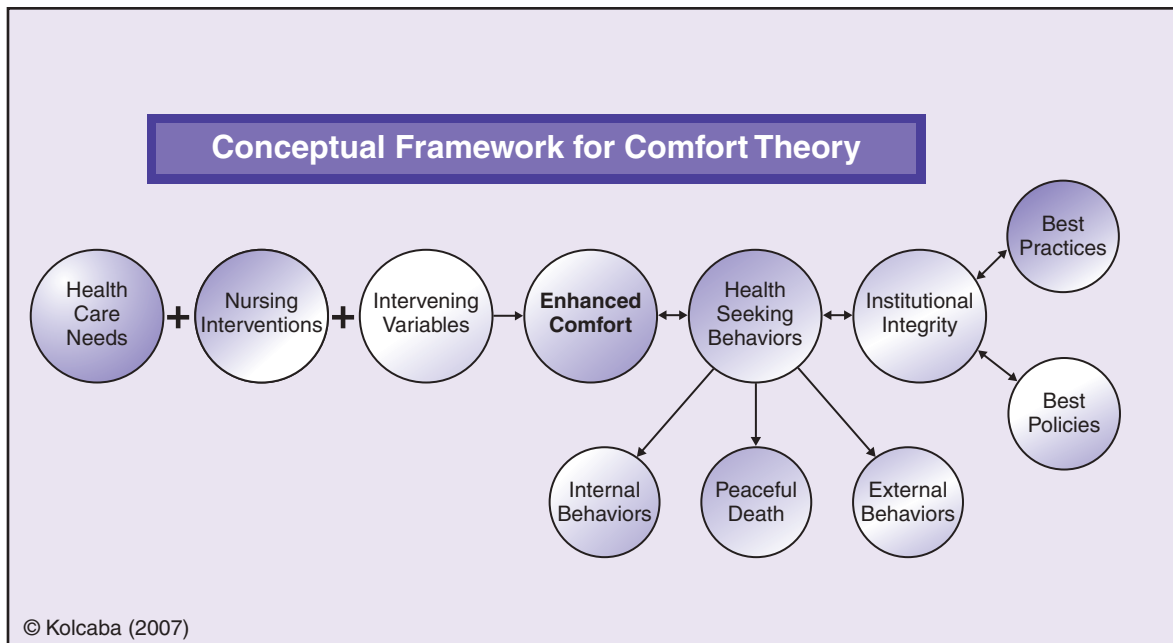 Conceptual Framework for Comfort Theory
Health
Care
Needs
+
Nursing
Interventions
+
Intervening
Variables
Enhanced
Comfort
Health
Seeking
Behaviors
Institutional
Integrity
Best
Practices
Best
Policies
Internal
Behaviors
Peaceful
Death
External
Behaviors
© Kolcaba (2007)